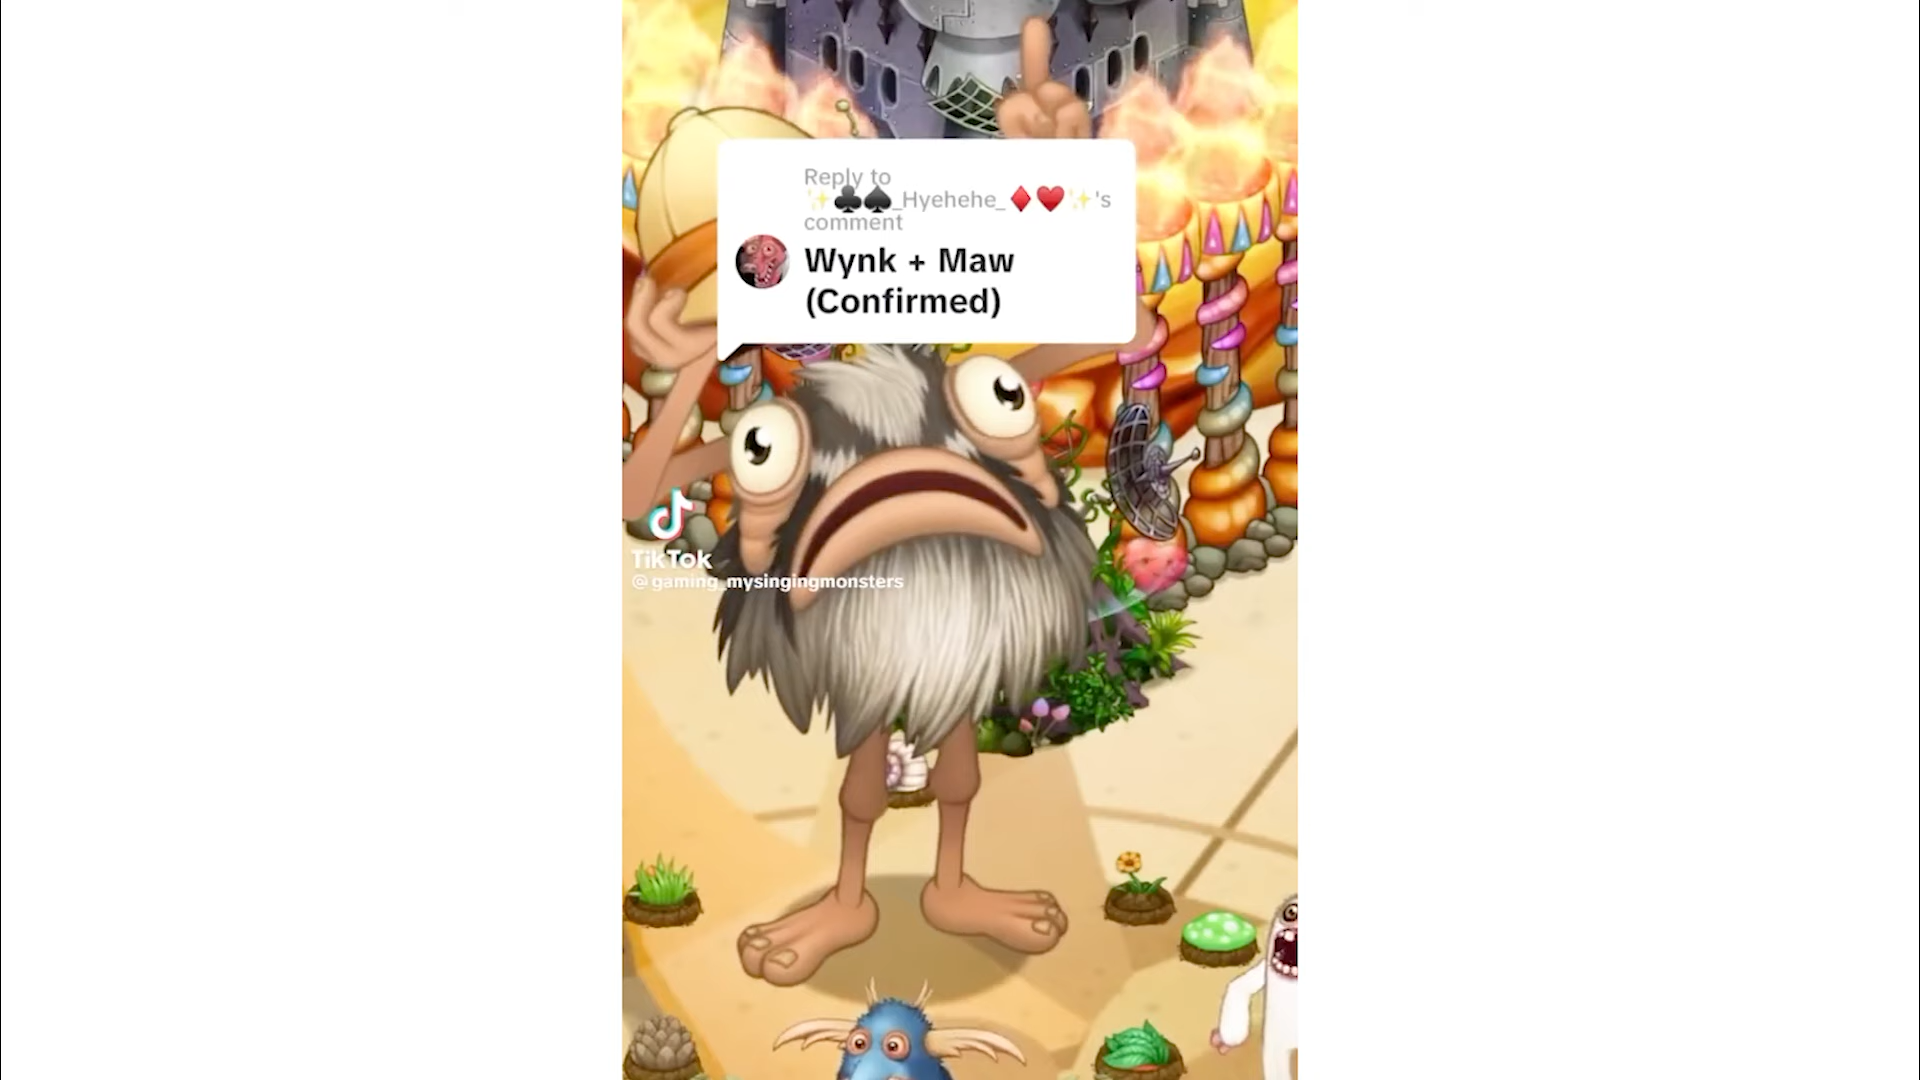 Reply to
✨♣️♠️_Hyehehe_♦️♥️✨'s
comment
Wynk + Maw
(Confirmed)
TikTok
@gaming_mysingingmonsters